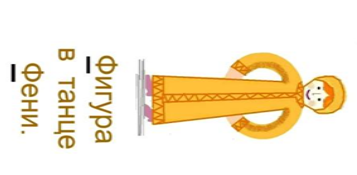 фигура
в танце
фени.